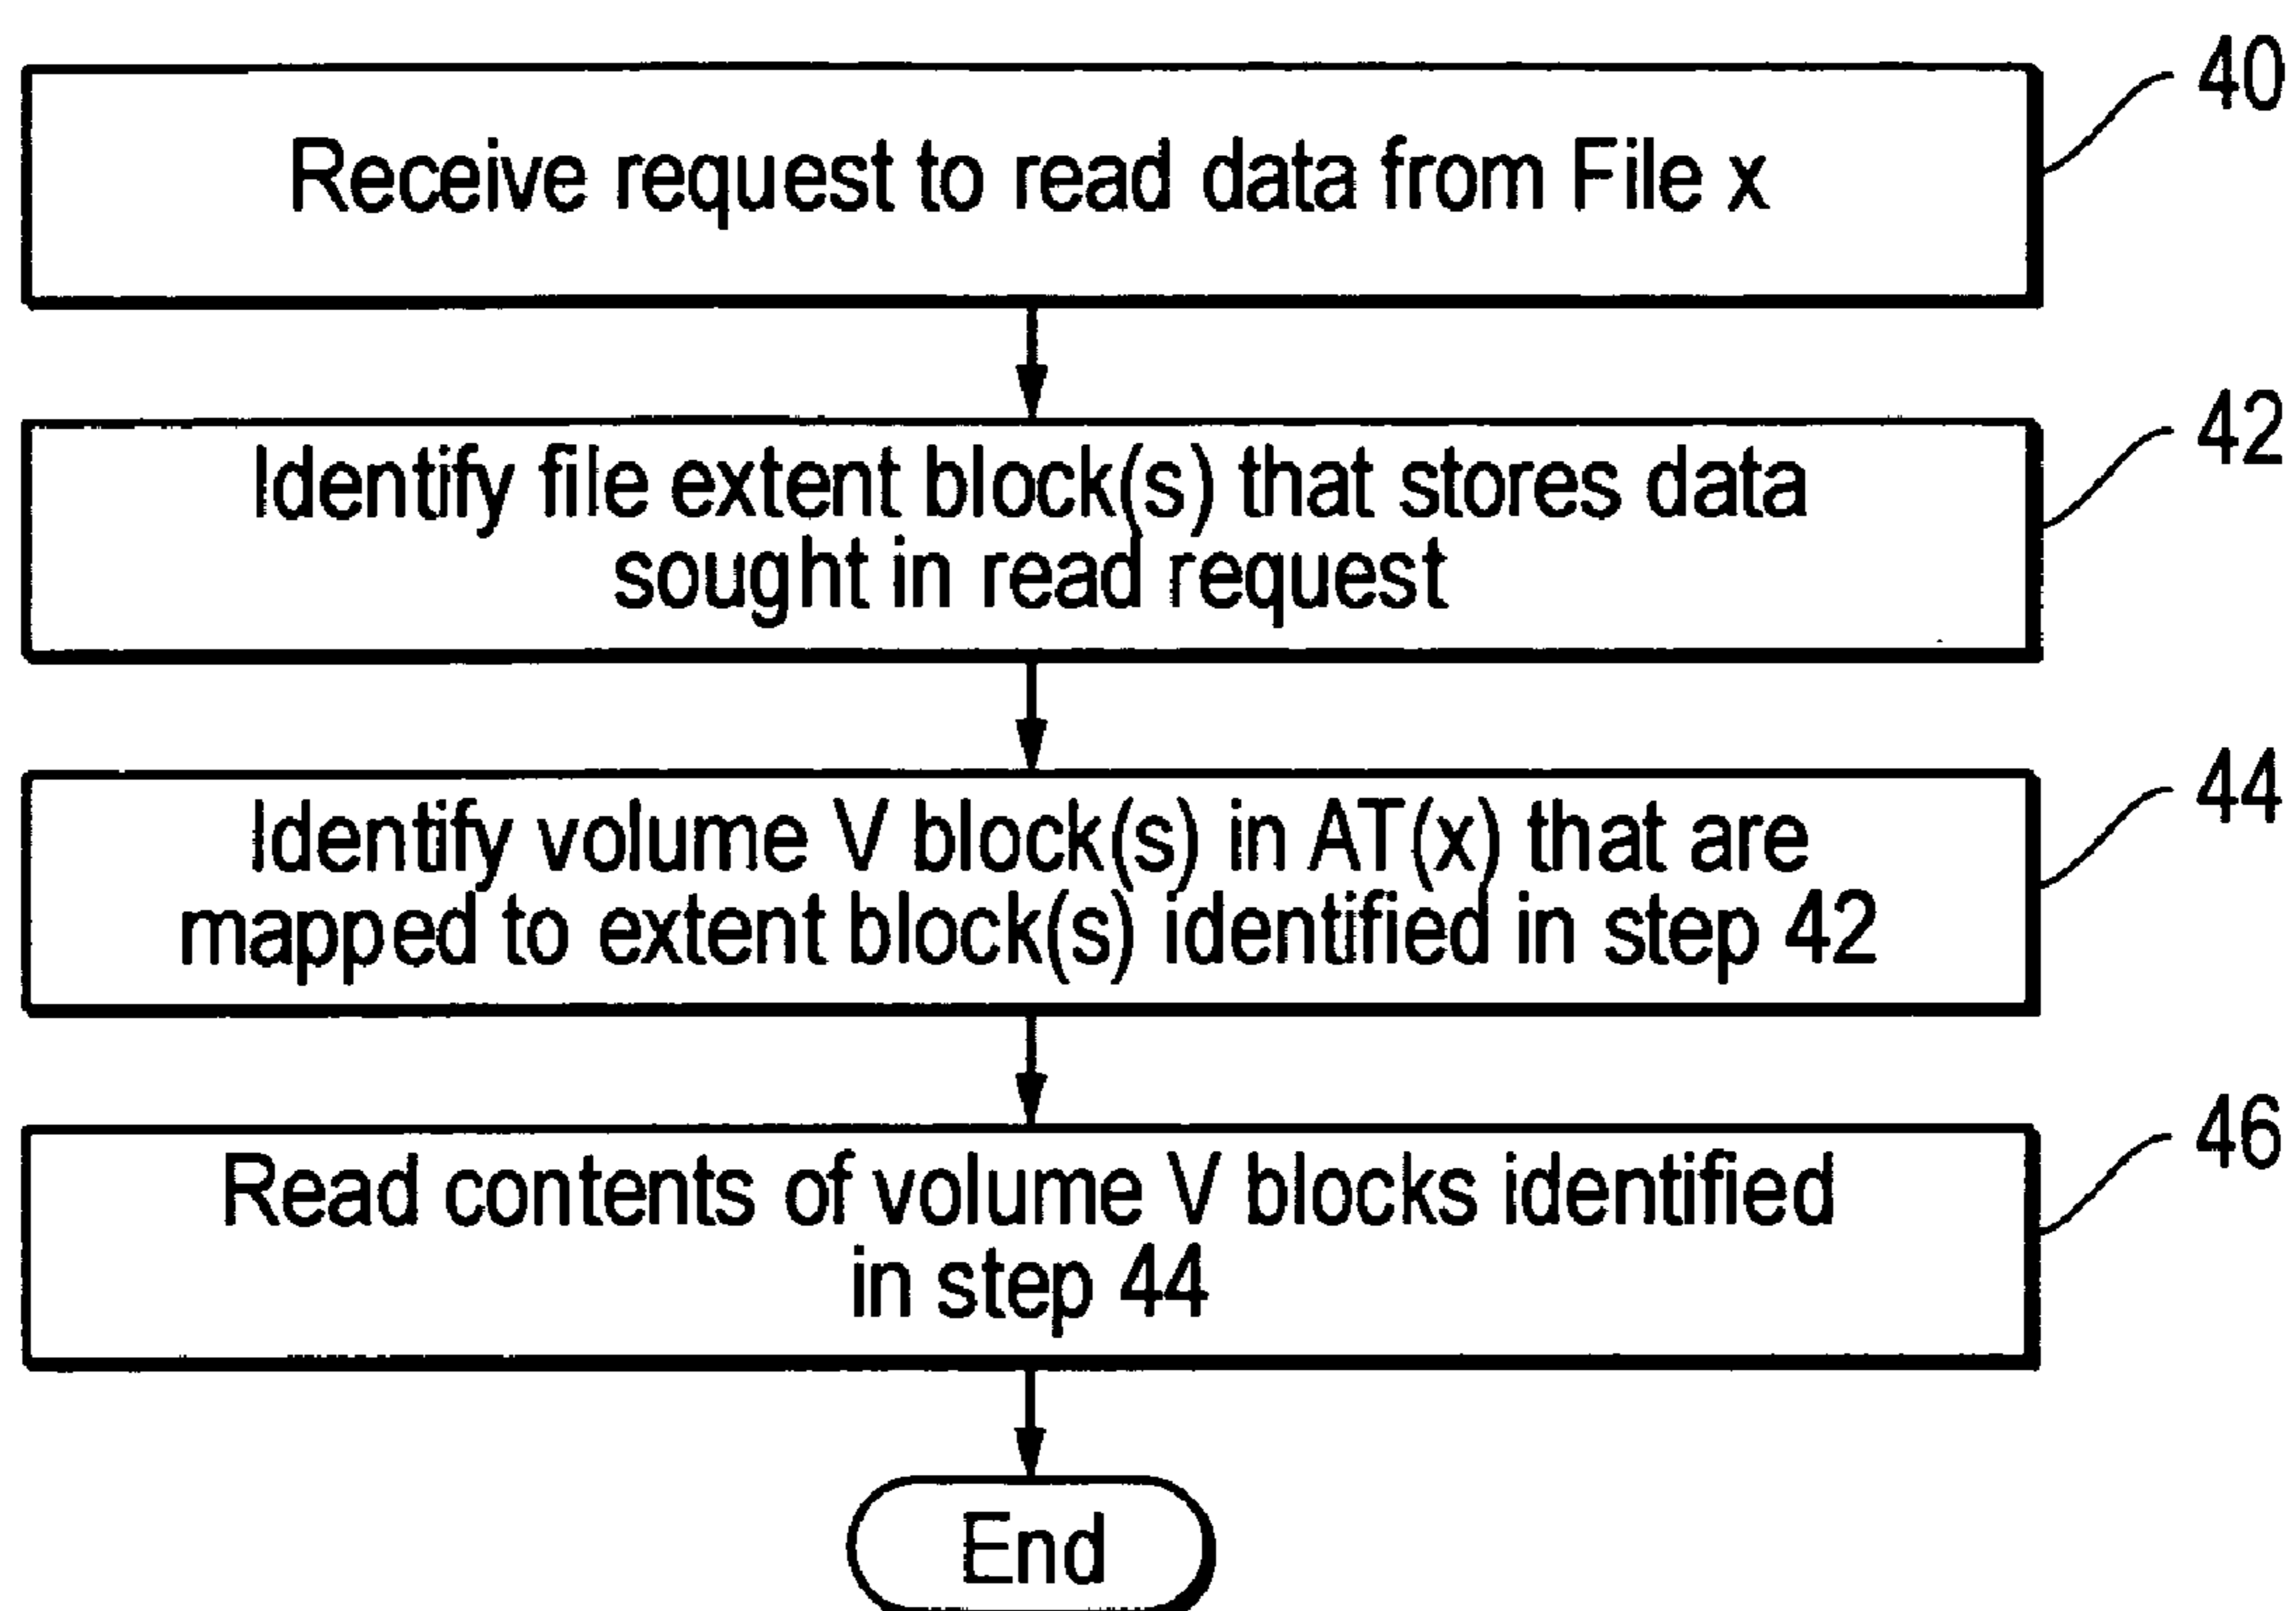 Receive request to read data from File x
40
Identify file extent block(s) that stores data
sought in read request
42
Identify volume V block(s) in AT(x) that are
mapped to extent block(s) identified in step 42
44
Read contents of volume V blocks identified
in step 44
46
End